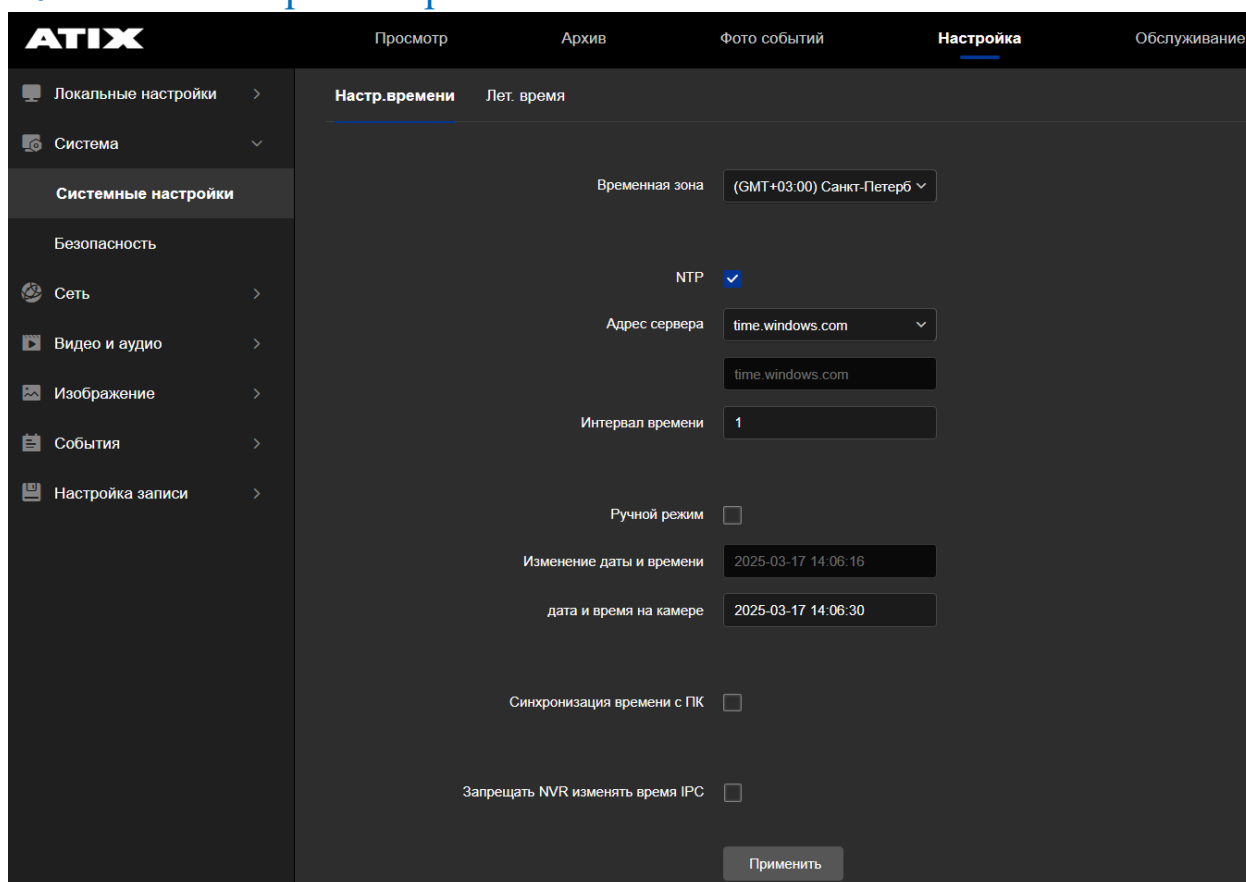 ATIX Просмотр Архив Фото событий Настройка Обслуживание
Локальные настройки
Система
Системные настройки
Безопасность
Сеть
Видео и аудио
Изображение
События
Настройка записи
Настр.времени Лет. время
Временная зона (GMT+03:00) Санкт-Петерб
NTP
Адрес сервера time.windows.com
time.windows.com
Интервал времени 1
Ручной режим
Изменение даты и времени 2025-03-17 14:06:16
дата и время на камере 2025-03-17 14:06:30
Синхронизация времени с ПК
Запрещать NVR изменять время IPC
Применить